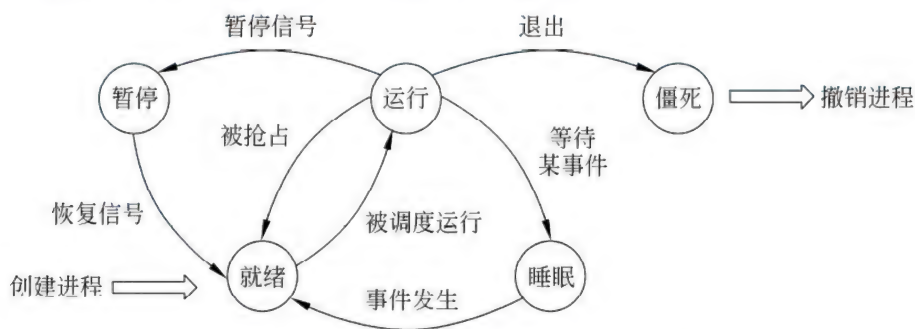 暂停信号
退出
暂停
运行
僵死
撤销进程
被抢占
等待
某事件
恢复信号
被调度运行
创建进程
就绪
睡眠
事件发生